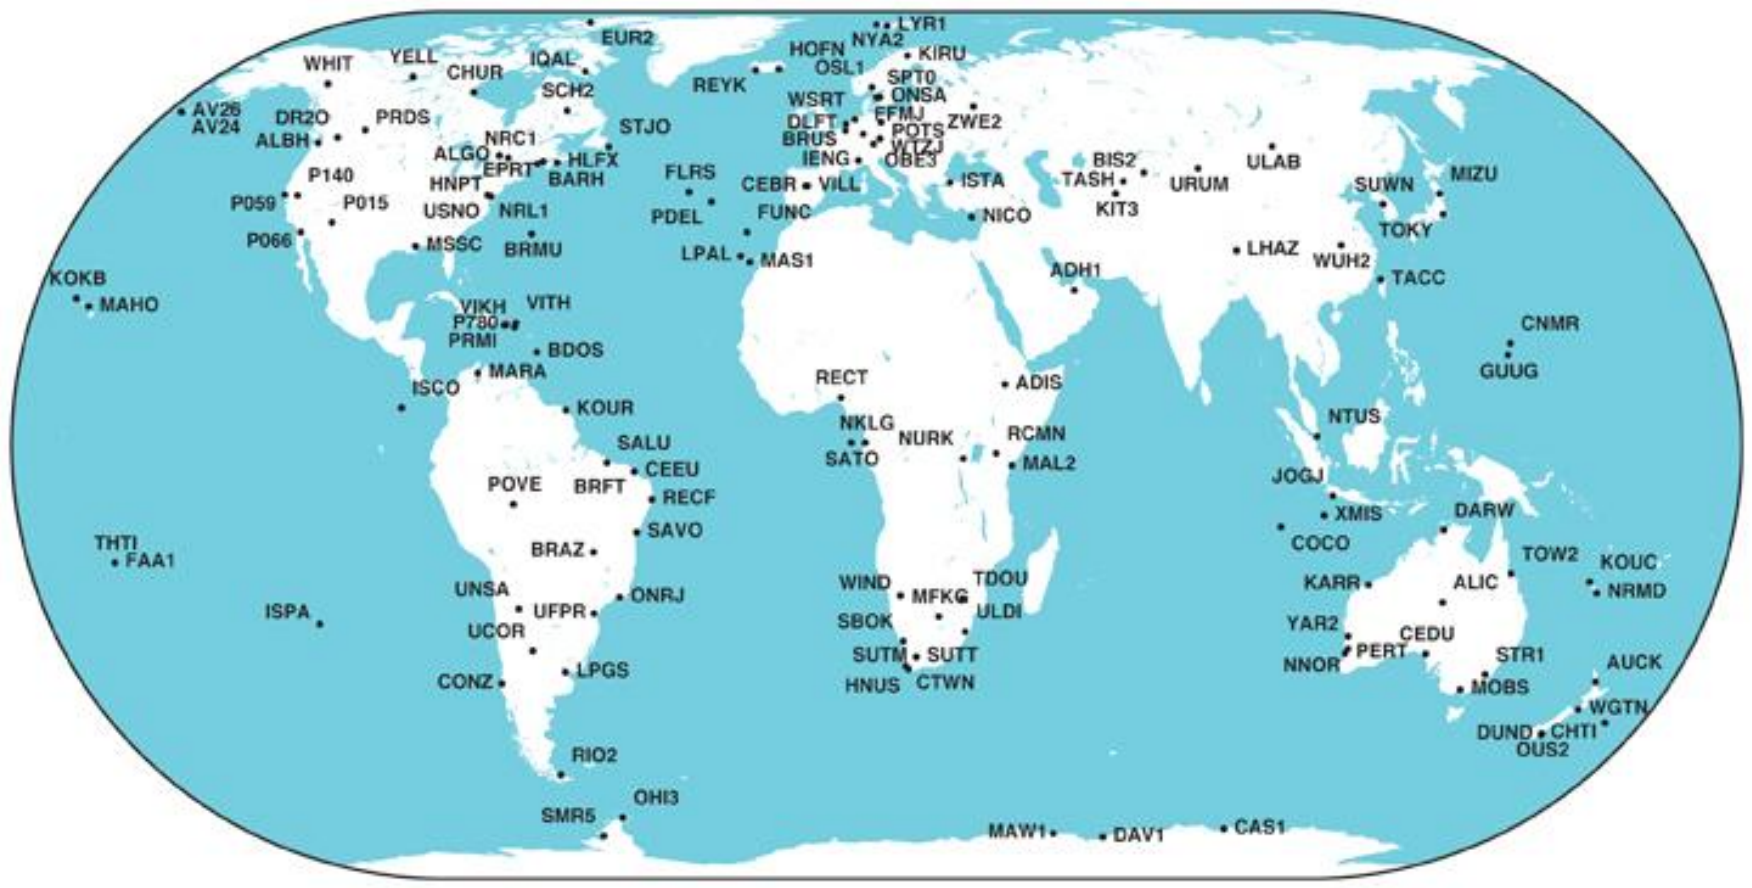 LYR1
EUR2
NYA2
HOFN
KIRU
YELL
IQAL
WHIT
OSL1
CHUR
SPT0
REYK
SCH2
ONSA
WSRT
AV26
AV24
DR2O
PRDS
FFMJ
ZWE2
DLFT
STJO
POTS
ALBH
NRC1
BRUS
WTZJ
ALGO
HLFX
IENG
OBE3
BIS2
ULAB
EPRT
BARH
P140
FLRS
CEBR
VILL
ISTA
TASH
URUM
MIZU
HNPT
SUWN
P059
P015
USNO
NRL1
PDEL
FUNC
NICO
KIT3
TOKY
P066
MSSC
BRMU
LPAL
MAS1
LHAZ
WUH2
KOKB
ADH1
TACC
MAHO
VIKH
VITH
P780
PRMI
CNMR
BDOS
GUUG
MARA
ISCO
RECT
ADIS
KOUR
NTUS
NKLG
NURK
RCMN
SALU
SATO
MAL2
CEEU
JOGJ
POVE
BRFT
RECF
XMIS
DARW
SAVO
COCO
THTI
FAA1
BRAZ
TOW2
KOUC
UNSA
WIND
TDOU
KARR
ALIC
NRMD
ONRJ
MFKG
ISPA
UFPR
ULDI
SBOK
YAR2
UCOR
CEDU
SUTM
SUTT
PERT
STR1
NNOR
AUCK
LPGS
CONZ
HNUS
CTWN
MOBS
WGTN
DUND
CHTI
OUS2
RIO2
OHI3
SMR5
MAW1
DAV1
CAS1